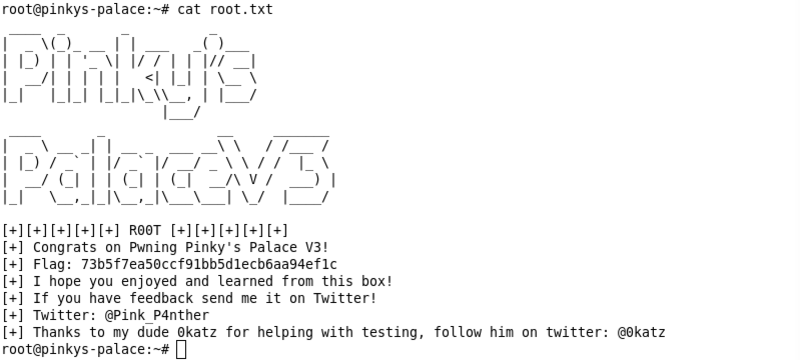 root@pinkys-palace:~# cat root.txt
Pinky's
PalaceV3
[+][+][+][+][+] R00T [+][+][+][+][+]
[+] Congrats on Pwning Pinky's Palace V3!
[+] Flag: 73b5f7ea50ccf91bb5d1ecb6aa94ef1c
[+] I hope you enjoyed and learned from this box!
[+] If you have feedback send me it on Twitter!
[+] Twitter: @Pink_P4nther
[+] Thanks to my dude 0katz for helping with testing, follow him on twitter: @0katz
root@pinkys-palace:~#